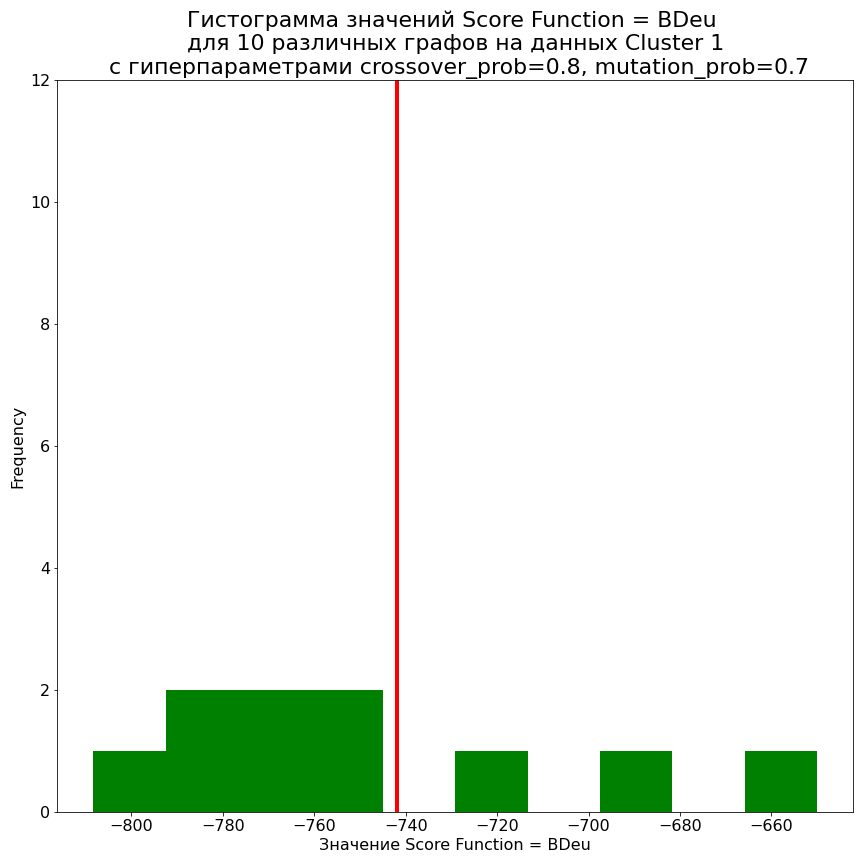 Гистограмма значений Score Function = BDeu
для 10 различных графов на данных Cluster 1
с гиперпараметрами crossover_prob=0.8, mutation_prob=0.7
12
10
8
6
4
2
0
Frequency
−800 −780 −760 −740 −720 −700 −680 −660
Значение Score Function = BDeu